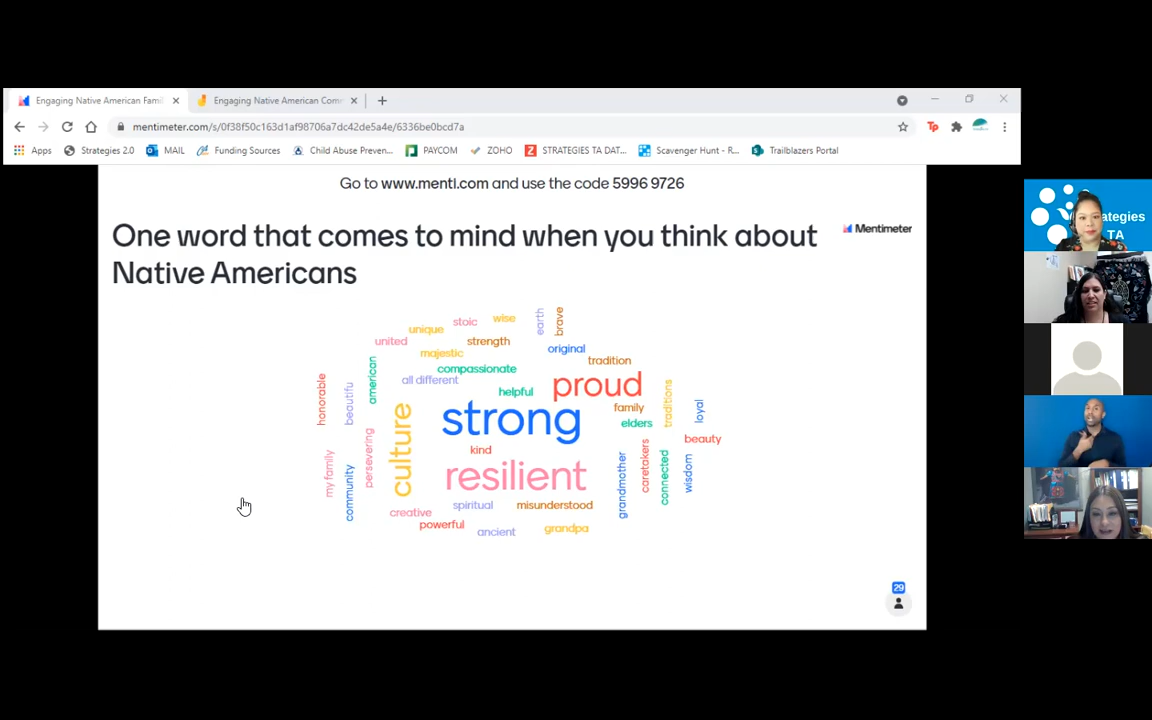 Engaging Native American Famil
Engaging Native American Comm
mentimeter.com/s/0f38f50c163d1af98706a7dc42de5a4e/6336be0bcd7a
Tp
Apps
Strategies 2.0
MAIL
Funding Sources
Child Abuse Preven...
PAYCOM
ZOHO
STRATEGIES TA DAT...
Scavenger Hunt - R...
Trailblazers Portal
Go to www.menti.com and use the code 5996 9726
One word that comes to mind when you think about
Native Americans
Mentimeter
stoic
wise
earth
brave
unique
united
strength
original
majestic
tradition
compassionate
american
all different
helpful
proud
honorable
beautifu
culture
strong
family
traditions
loyal
elders
beauty
kind
my family
persevering
resilient
caretakers
connected
wisdom
grandmother
community
spiritual
misunderstood
creative
powerful
ancient
grandpa
29
ategies
TA